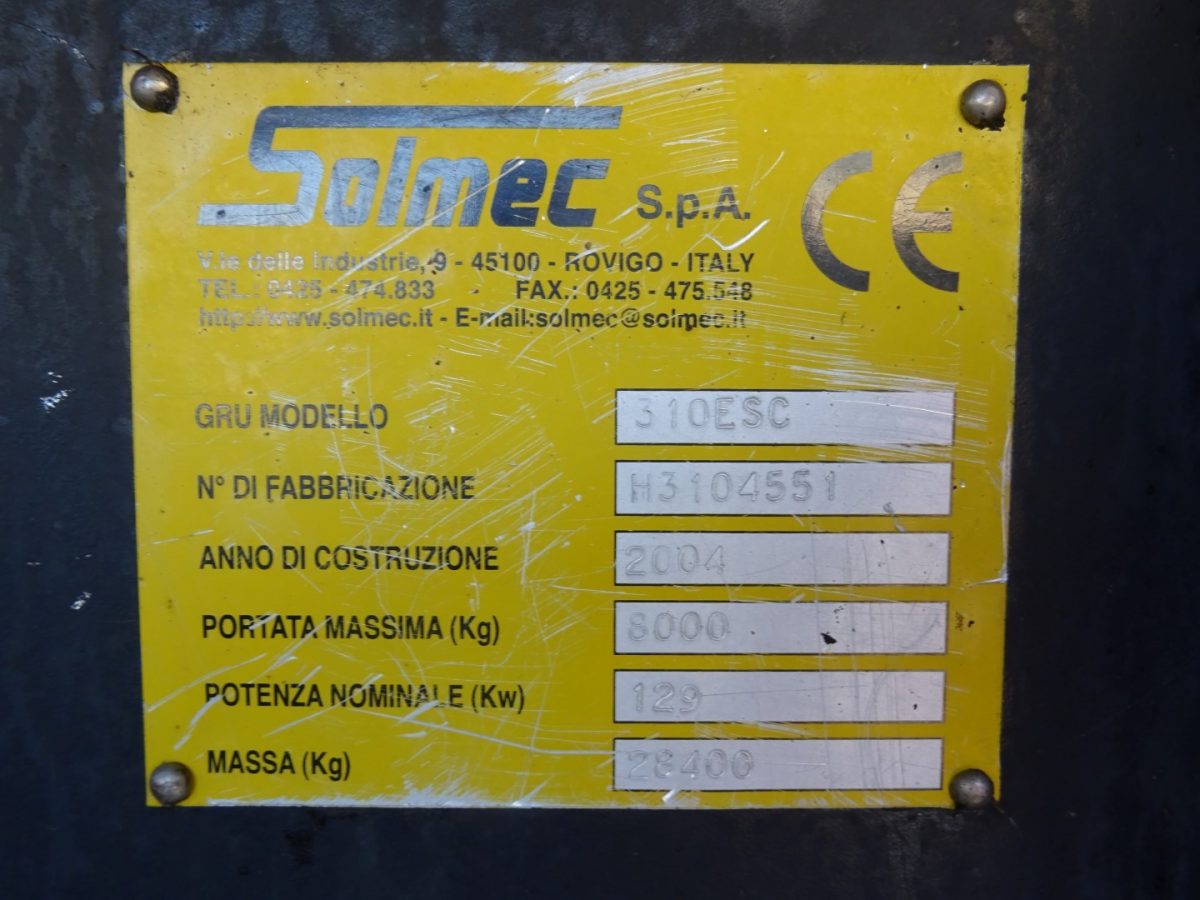 Solmec S.p.A. CE
V.le delle Industrie, 9 - 45100 - ROVIGO - ITALY
TEL.: 0425 - 474.833 - FAX.: 0425 - 475.548
http://www.solmec.it - E-mail:solmec@solmec.it
GRU MODELLO 310ESC
N° DI FABBRICAZIONE H3104551
ANNO DI COSTRUZIONE 2004
PORTATA MASSIMA (Kg) 8000
POTENZA NOMINALE (Kw) 129
MASSA (Kg) 28400